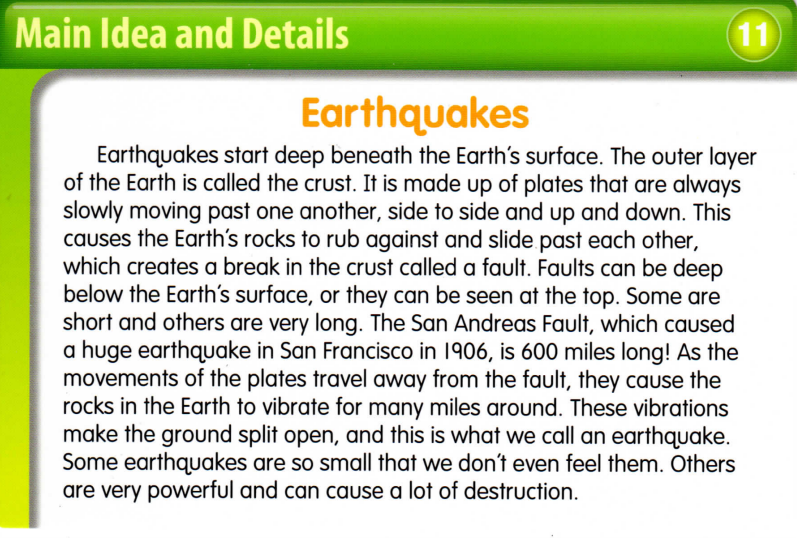 Main Idea and Details
11
Earthquakes
Earthquakes start deep beneath the Earth's surface. The outer layer
of the Earth is called the crust. It is made up of plates that are always
slowly moving past one another, side to side and up and down. This
causes the Earth's rocks to rub against and slide past each other,
which creates a break in the crust called a fault. Faults can be deep
below the Earth's surface, or they can be seen at the top. Some are
short and others are very long. The San Andreas Fault, which caused
a huge earthquake in San Francisco in 1906, is 600 miles long! As the
movements of the plates travel away from the fault, they cause the
rocks in the Earth to vibrate for many miles around. These vibrations
make the ground split open, and this is what we call an earthquake.
Some earthquakes are so small that we don't even feel them. Others
are very powerful and can cause a lot of destruction.